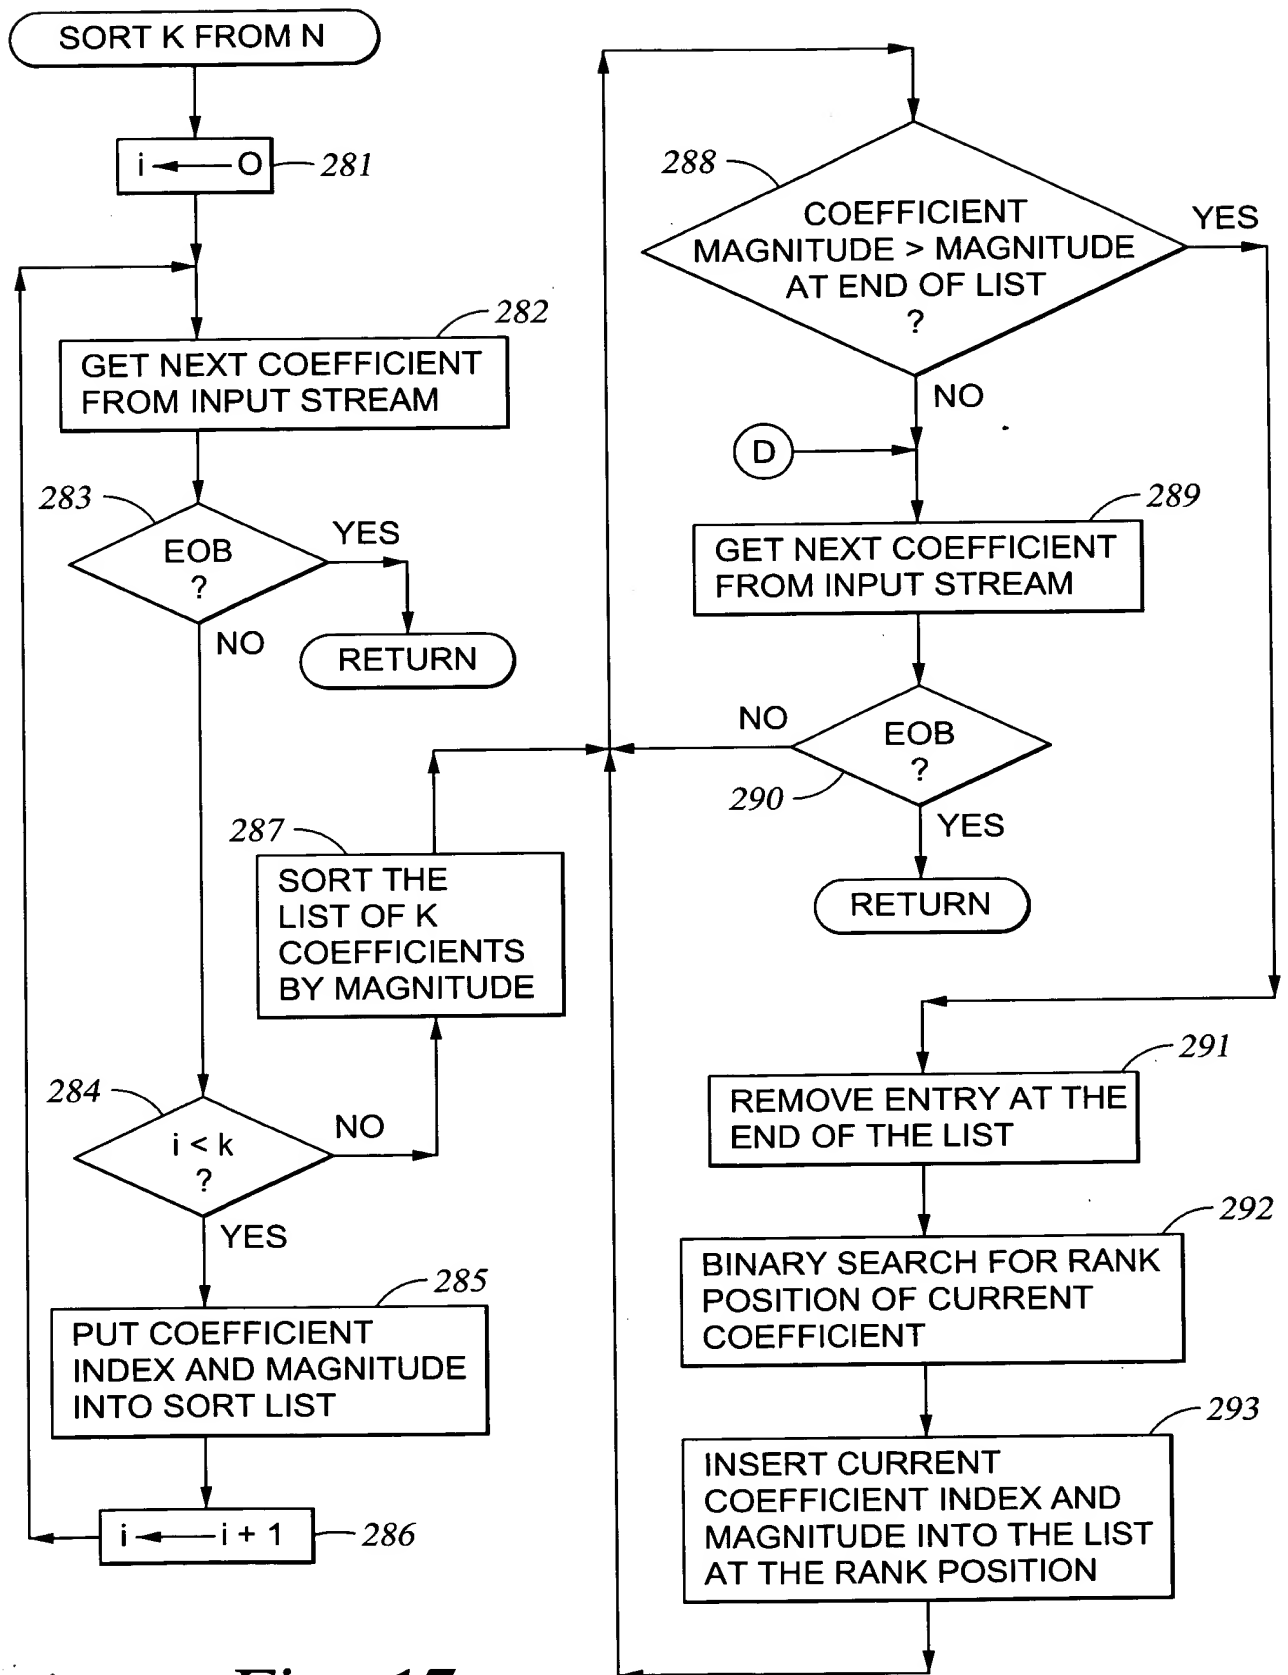 SORT K FROM N
i ← O
281
282
GET NEXT COEFFICIENT
FROM INPUT STREAM
283
EOB
?
YES
RETURN
NO
287
SORT THE
LIST OF K
COEFFICIENTS
BY MAGNITUDE
284
i < k
?
NO
YES
285
PUT COEFFICIENT
INDEX AND MAGNITUDE
INTO SORT LIST
i ← i + 1
286
288
COEFFICIENT
MAGNITUDE > MAGNITUDE
AT END OF LIST
?
YES
NO
D
289
GET NEXT COEFFICIENT
FROM INPUT STREAM
NO
EOB
?
290
YES
RETURN
291
REMOVE ENTRY AT THE
END OF THE LIST
292
BINARY SEARCH FOR RANK
POSITION OF CURRENT
COEFFICIENT
293
INSERT CURRENT
COEFFICIENT INDEX AND
MAGNITUDE INTO THE LIST
AT THE RANK POSITION